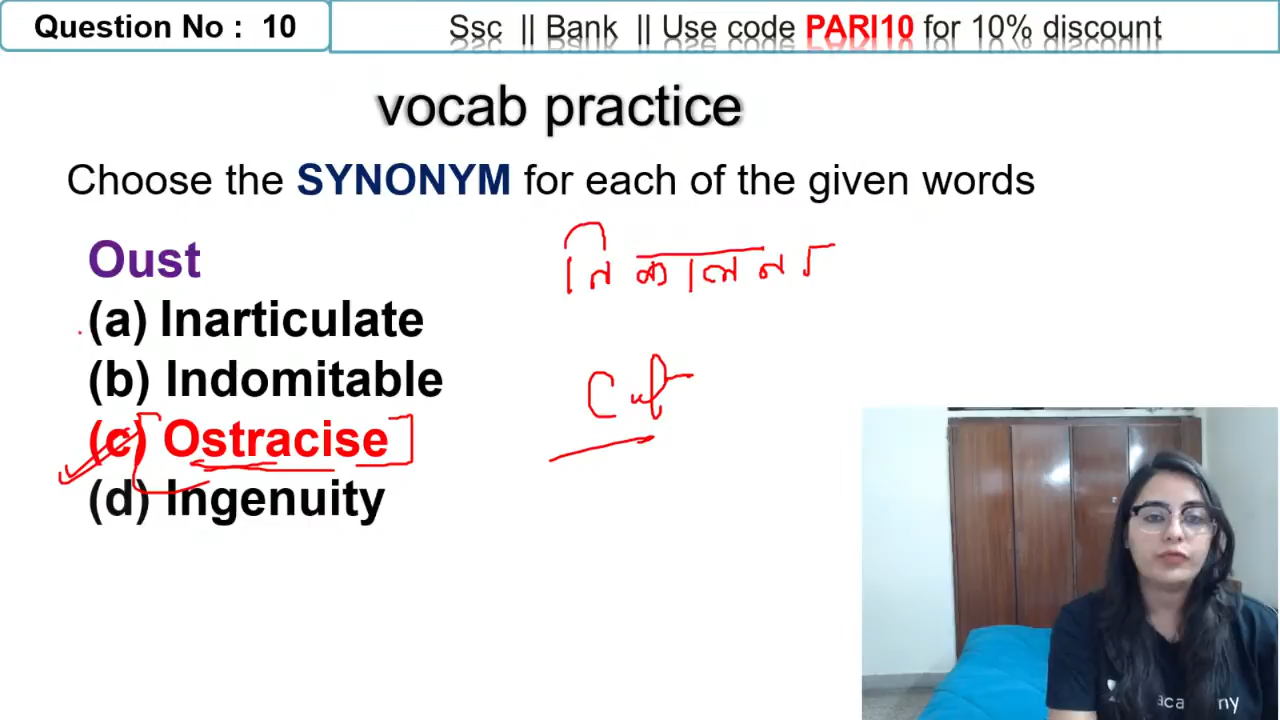 Question No : 10
Ssc || Bank || Use code PARI10 for 10% discount
vocab practice
Choose the SYNONYM for each of the given words
Oust
निकालना
(a) Inarticulate
(b) Indomitable
(c) Ostracise
(d) Ingenuity
academy